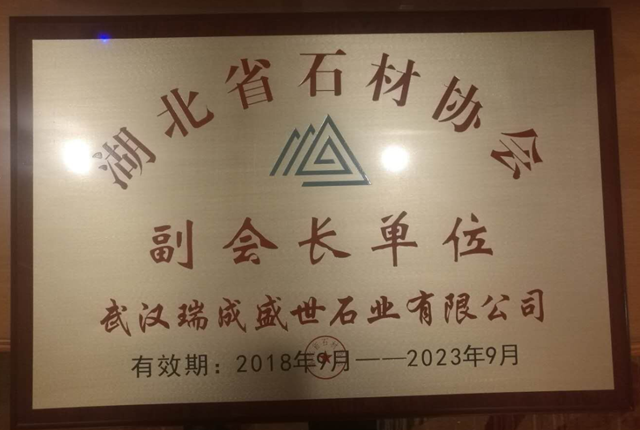 湖北省石材协会
副会长单位
武汉瑞成盛世石业有限公司
有效期：2018年9月——2023年9月